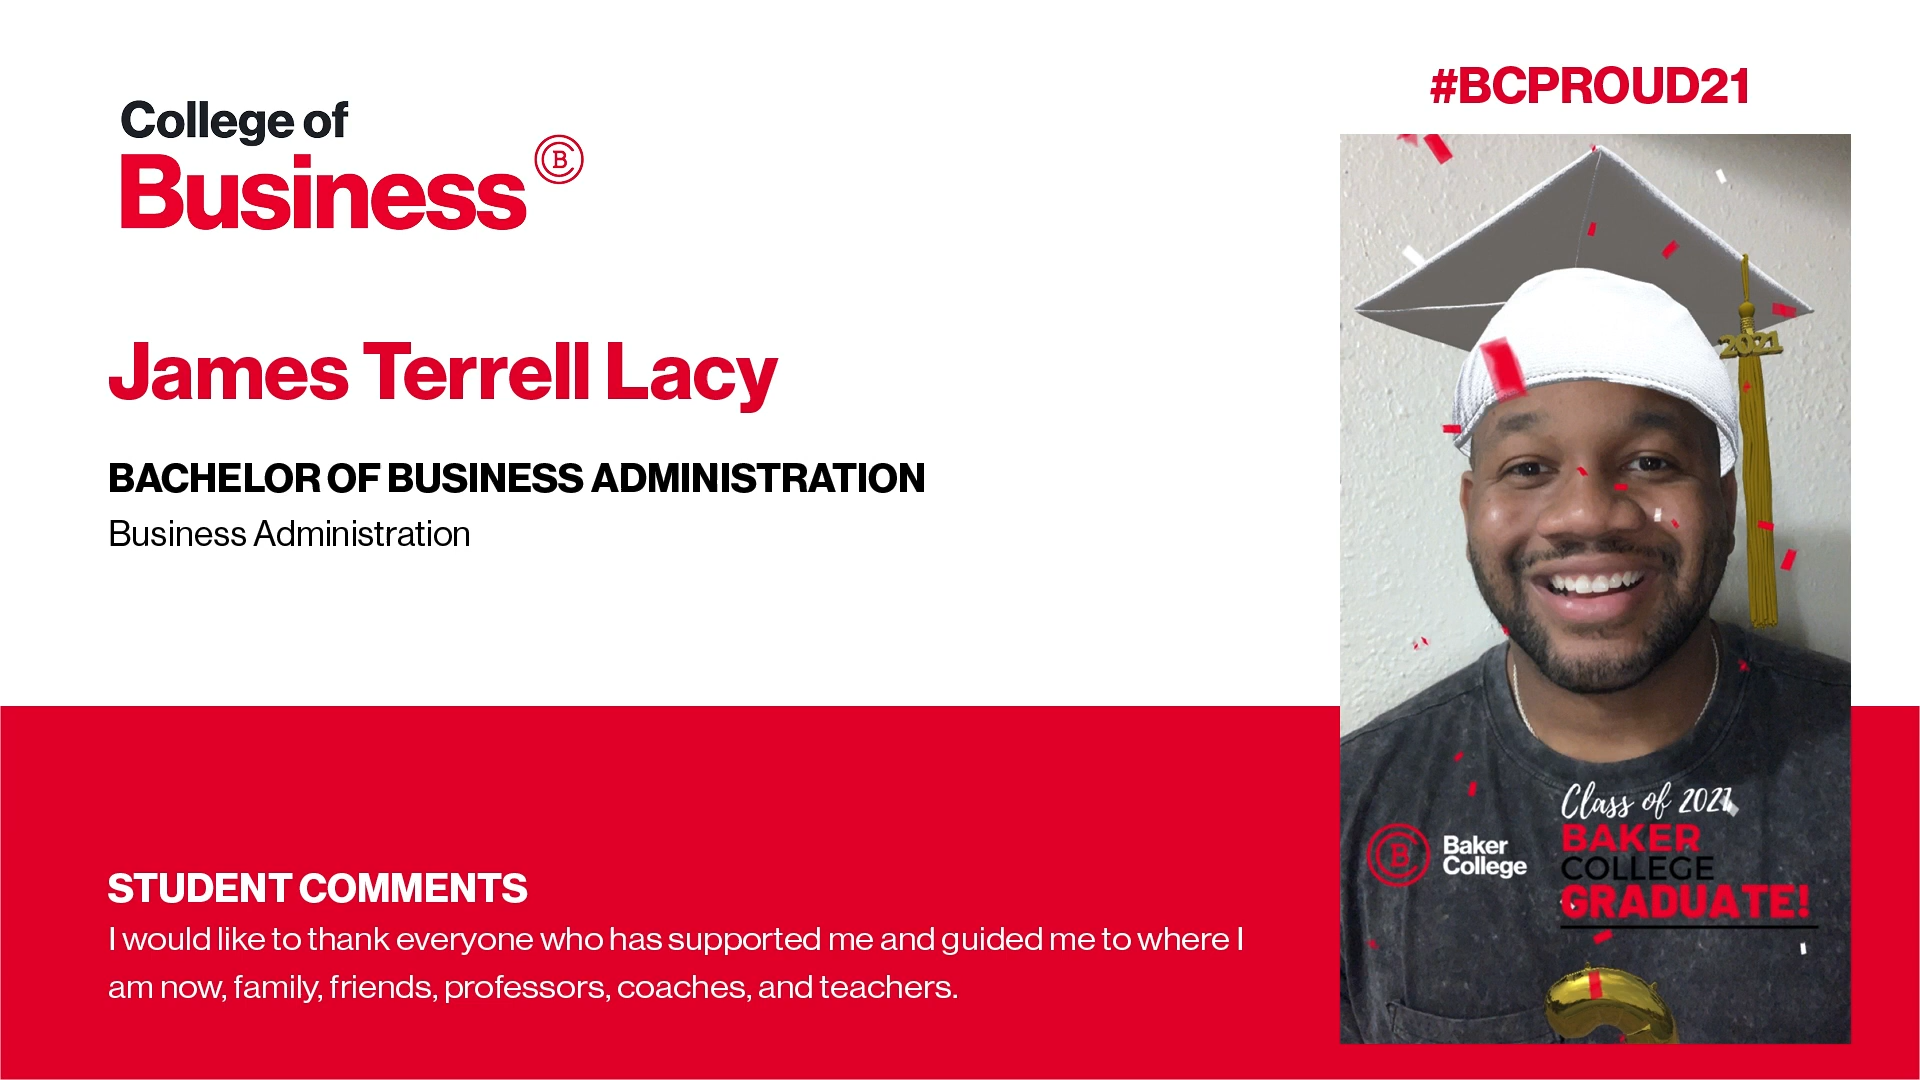 College of
Business
B
James Terrell Lacy
BACHELOR OF BUSINESS ADMINISTRATION
Business Administration
STUDENT COMMENTS
I would like to thank everyone who has supported me and guided me to where I
am now, family, friends, professors, coaches, and teachers.
#BCPROUD21
2021
Class of 2021
BAKER
COLLEGE
GRADUATE!
B
Baker
College